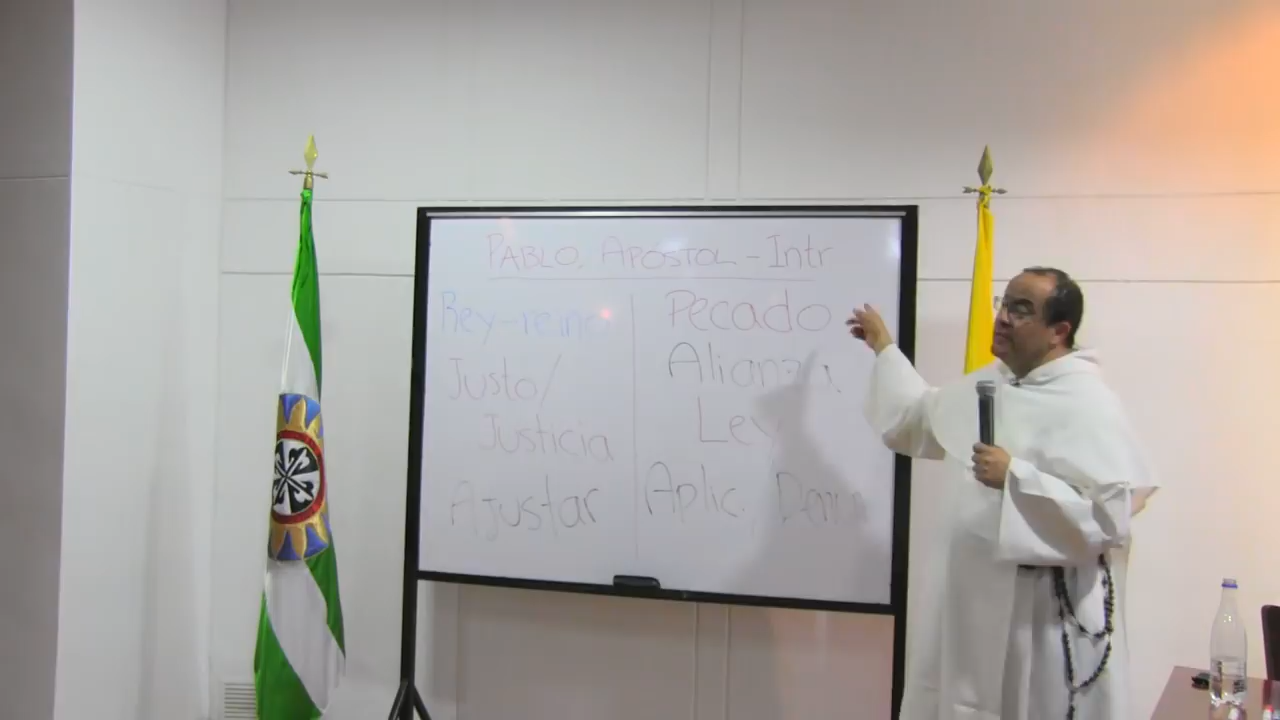 PABLO, APOSTOL - Intr
Rey-reino
Justo/
Justicia
Ajustar
Pecado
Alianza
Ley
Aplic.